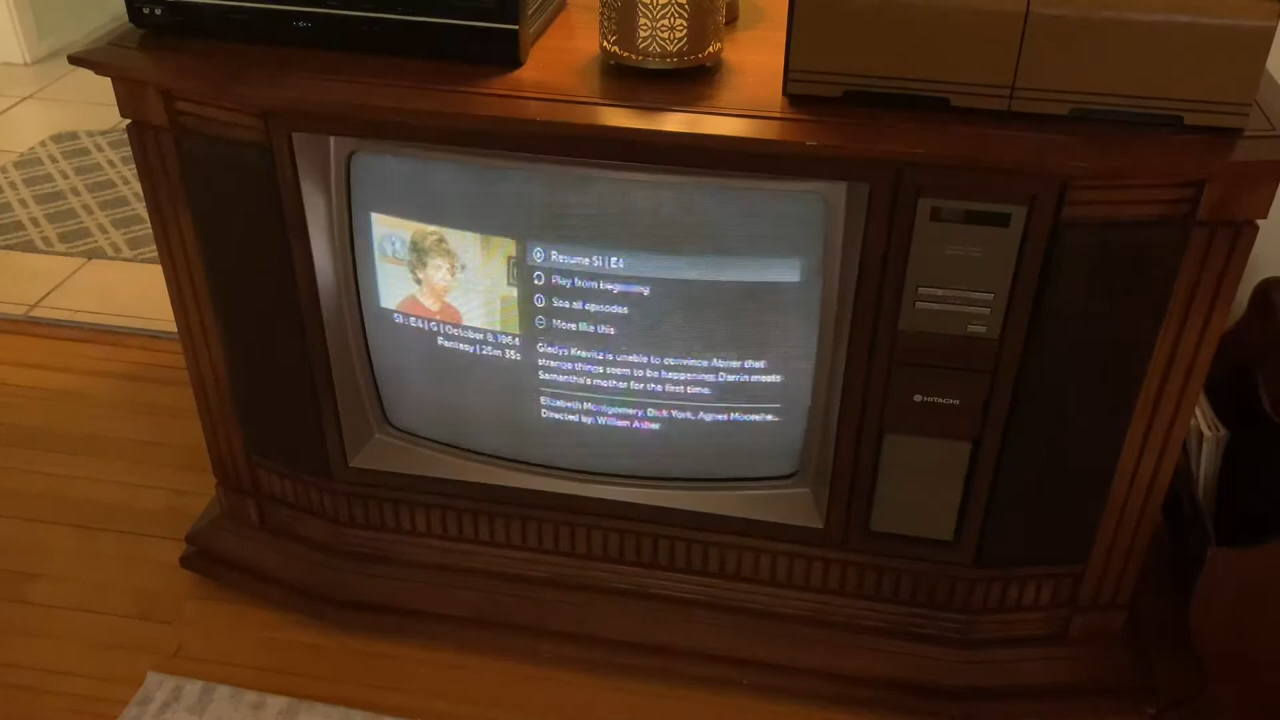 Resume S1 | E4
Play from beginning
See all episodes
More like this
S1 : E4 | G | October 8, 1964
Fantasy | 25m 35s
Gladys Kravitz is unable to convince Abner that
strange things seem to be happening; Darrin meets
Samantha's mother for the first time.
Elizabeth Montgomery, Dick York, Agnes Moorehe...
Directed by: William Asher
HITACHI